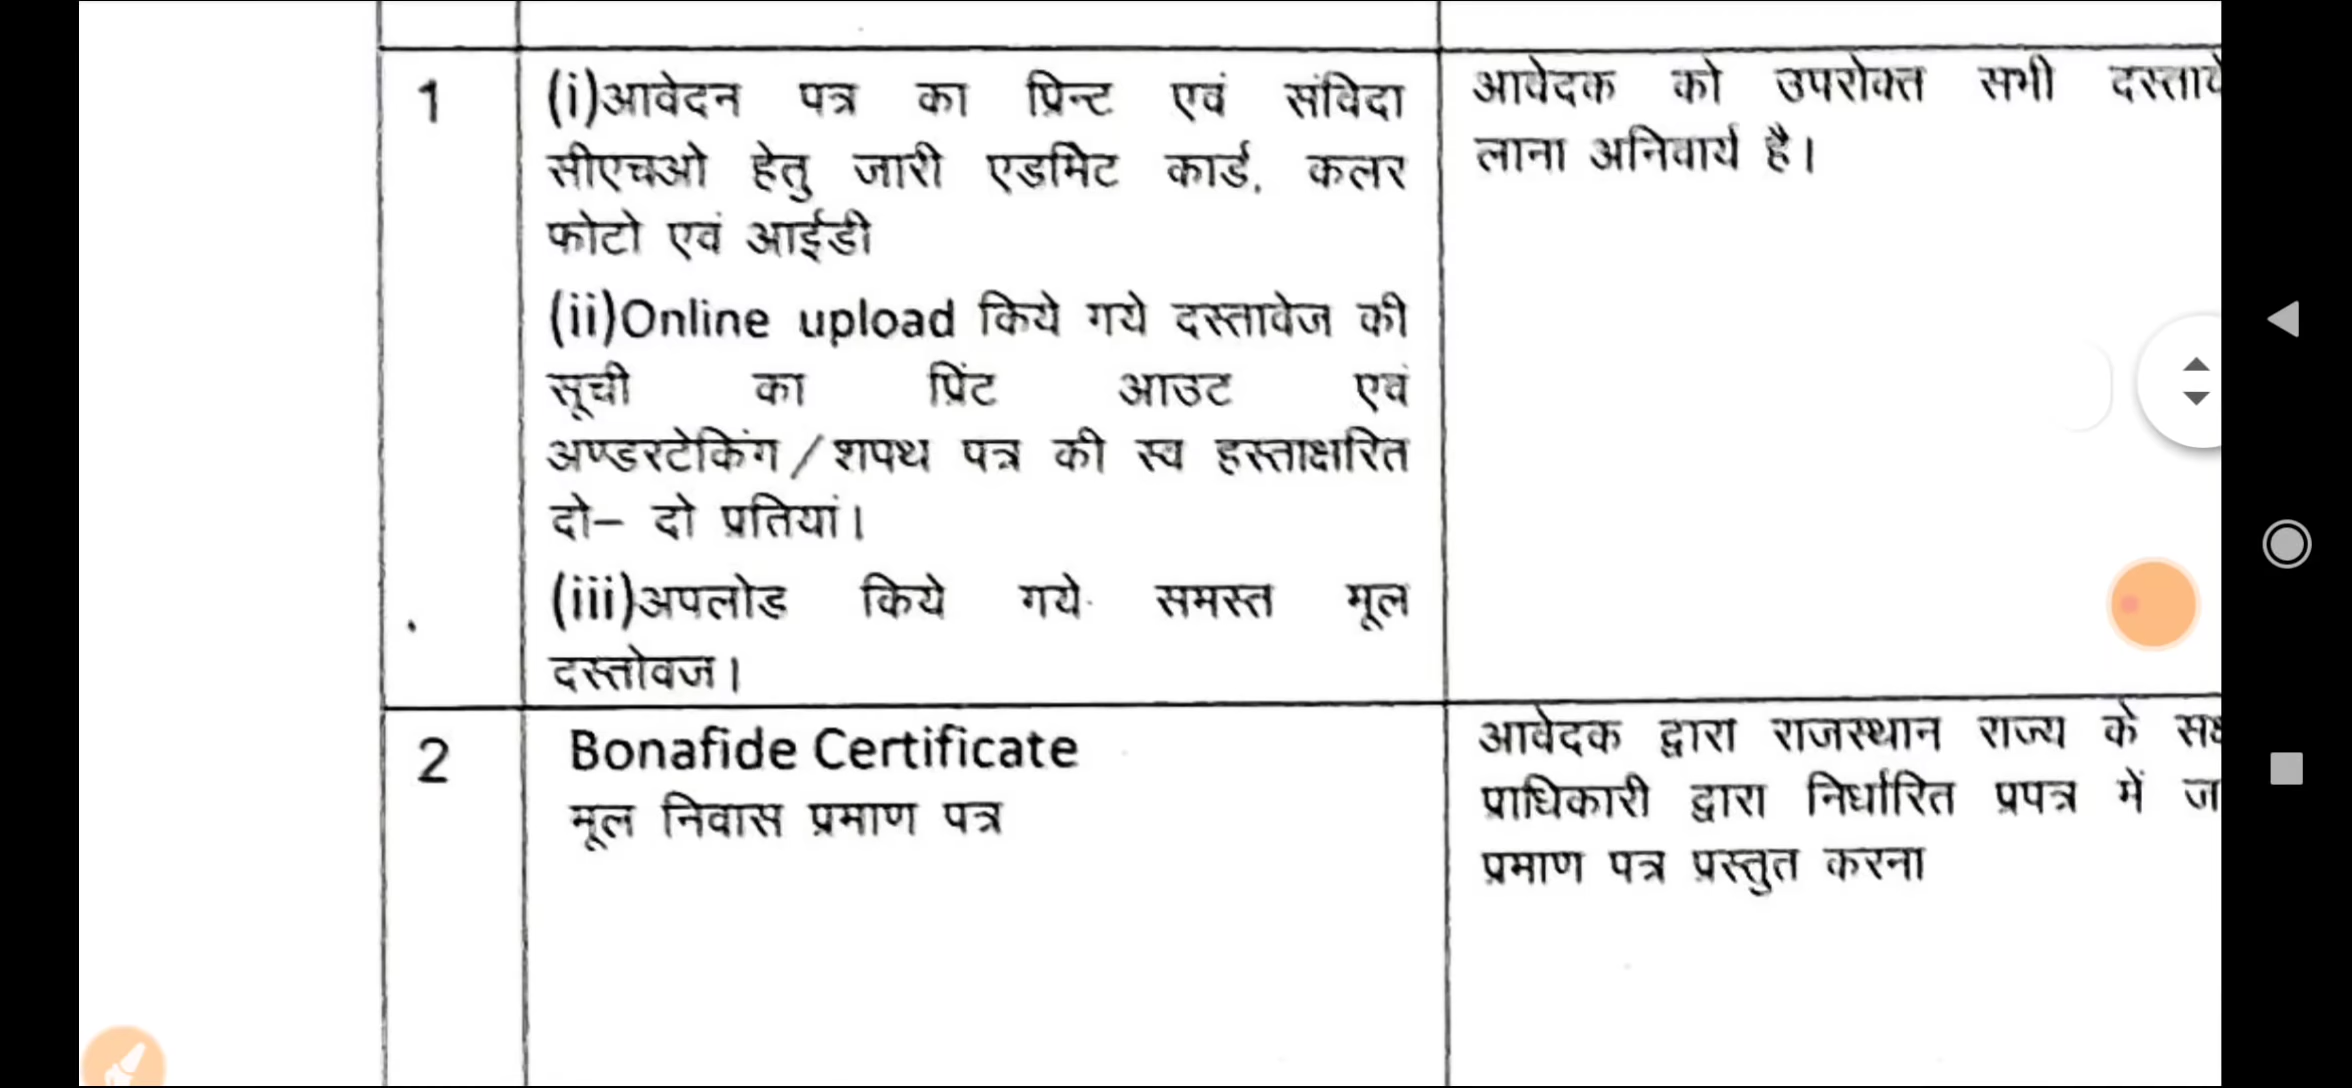 1
(i)आवेदन पत्र का प्रिन्ट एवं संविदा
सीएचओ हेतु जारी एडमिट कार्ड, कलर
फोटो एवं आईडी
(ii)Online upload किये गये दस्तावेज की
सूची का प्रिंट आउट एवं
अण्डरटेकिंग/शपथ पत्र की स्व हस्ताक्षरित
दो– दो प्रतियां।
(iii)अपलोड किये गये समस्त मूल
दस्तोवज।
आवेदक को उपरोक्त सभी
लाना अनिवार्य है।
2
Bonafide Certificate
मूल निवास प्रमाण पत्र
आवेदक द्वारा राजस्थान राज्य के
प्राधिकारी द्वारा निर्धारित प्रपत्र में
प्रमाण पत्र प्रस्तुत करना